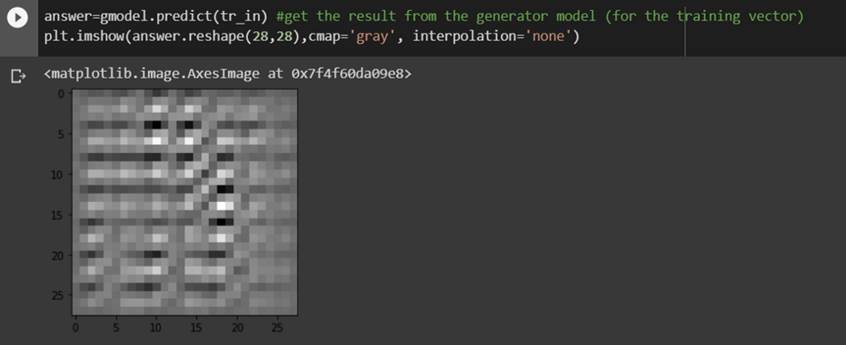 answer=gmodel.predict(tr_in) #get the result from the generator model (for the training vector)
plt.imshow(answer.reshape(28,28),cmap='gray', interpolation='none')
<matplotlib.image.AxesImage at 0x7f4f60da09e8>
0
5
10
15
20
25
0 5 10 15 20 25